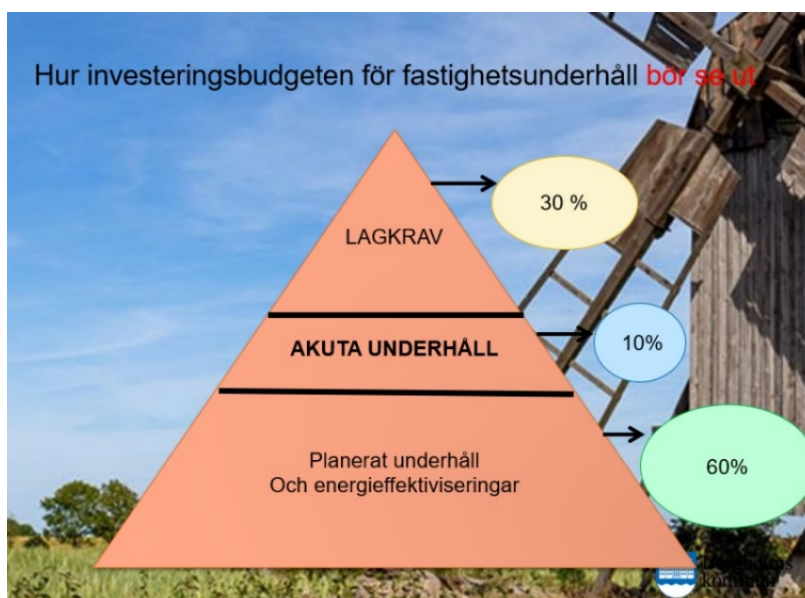 Hur investeringsbudgeten för fastighetsunderhåll bör se ut
30 %
LAGKRAV
AKUTA UNDERHÅLL
10%
Planerat underhåll
Och energieffektiviseringar
60%